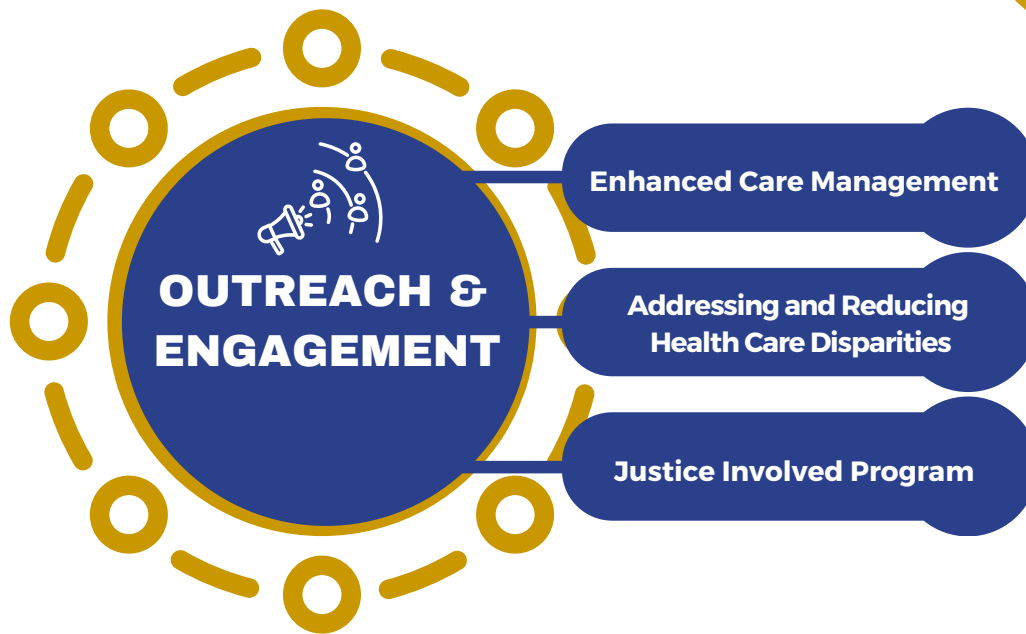 OUTREACH &
ENGAGEMENT
Enhanced Care Management
Addressing and Reducing
Health Care Disparities
Justice Involved Program